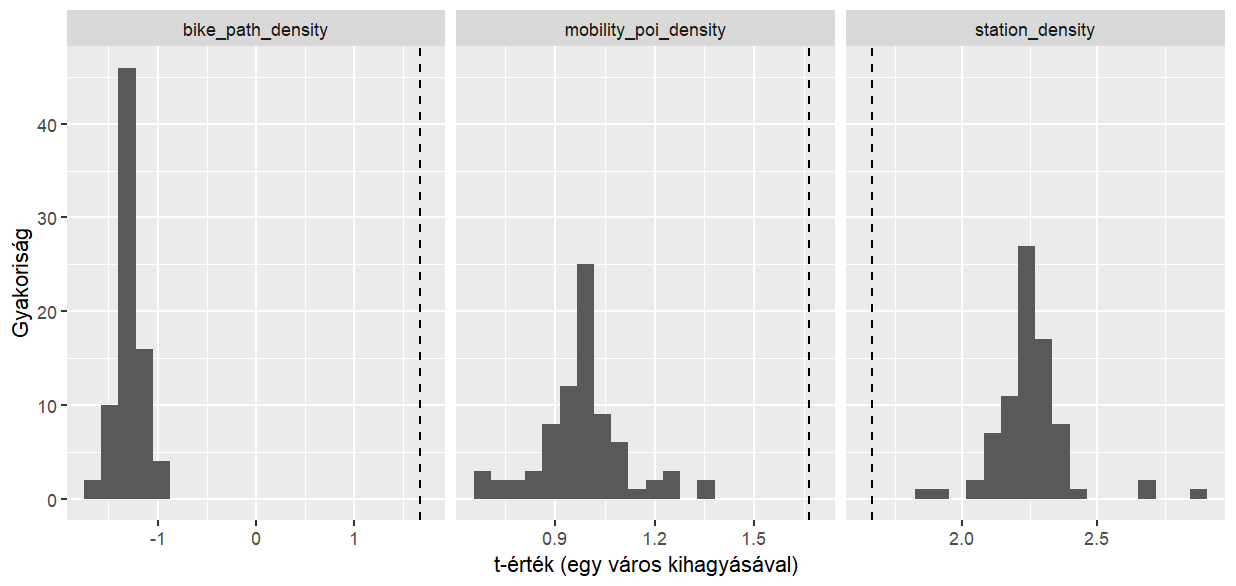 bike_path_density
mobility_poi_density
station_density
Gyakoriság
40
30
20
10
0
-1
0
1
0.9
1.2
1.5
2.0
2.5
t-érték (egy város kihagyásával)